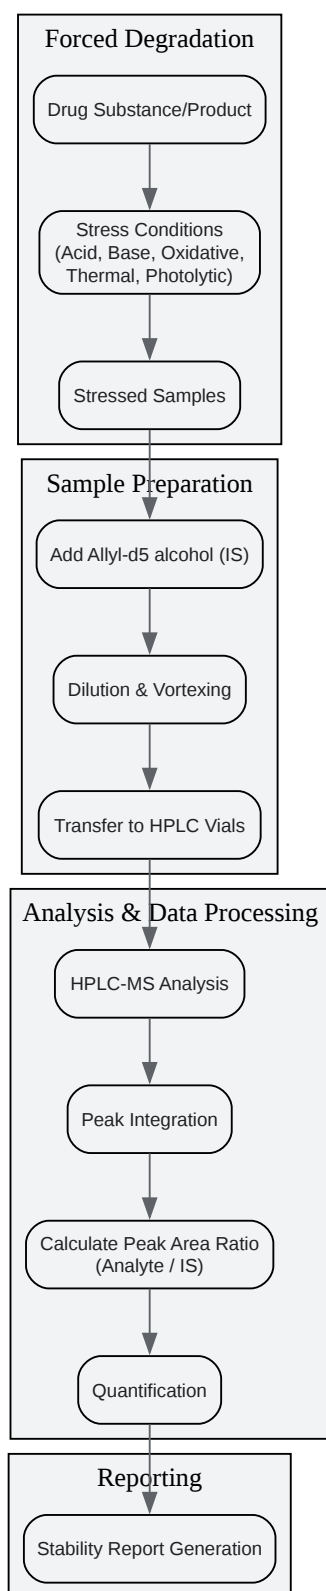 Forced Degradation
Drug Substance/Product
Stress Conditions
(Acid, Base, Oxidative,
Thermal, Photolytic)
Stressed Samples
Sample Preparation
Add Allyl-d5 alcohol (IS)
Dilution & Vortexing
Transfer to HPLC Vials
Analysis & Data Processing
HPLC-MS Analysis
Peak Integration
Calculate Peak Area Ratio
(Analyte / IS)
Quantification
Reporting
Stability Report Generation